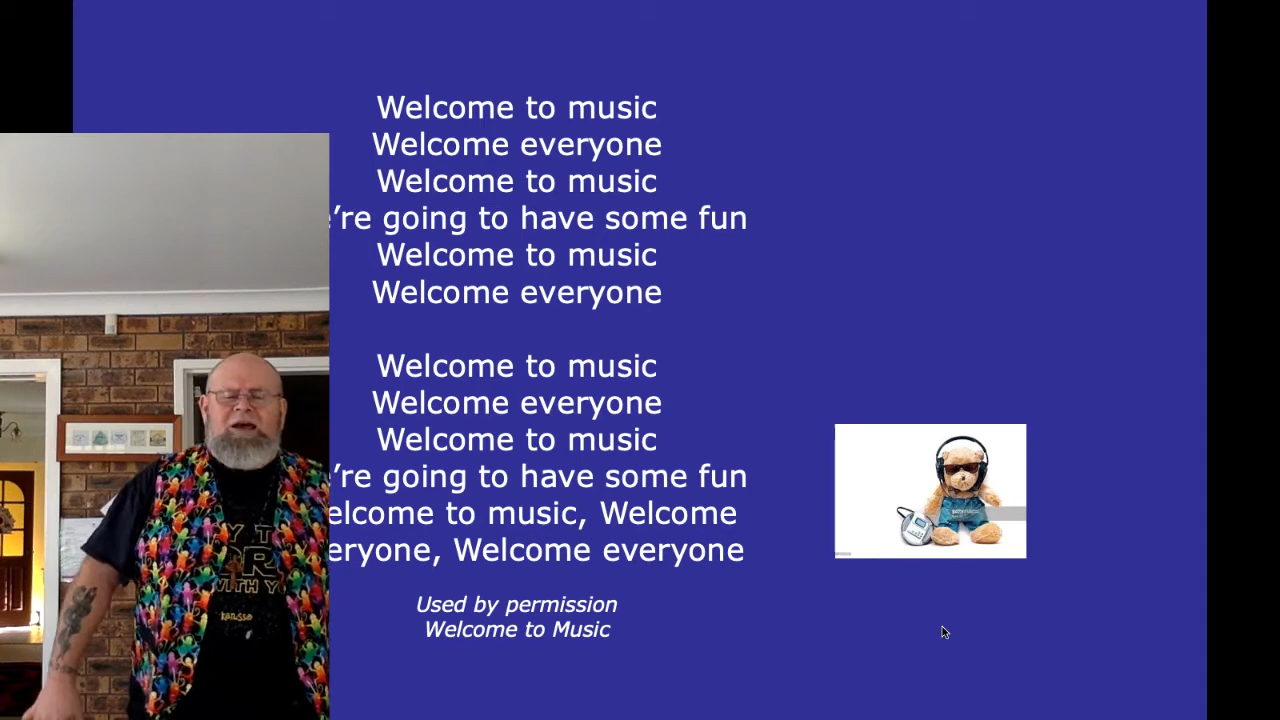 Welcome to music
Welcome everyone
Welcome to music
e’re going to have some fun
Welcome to music
Welcome everyone
Welcome to music
Welcome everyone
Welcome to music
’re going to have some fun
elcome to music, Welcome
eryone, Welcome everyone
Used by permission
Welcome to Music
WITH